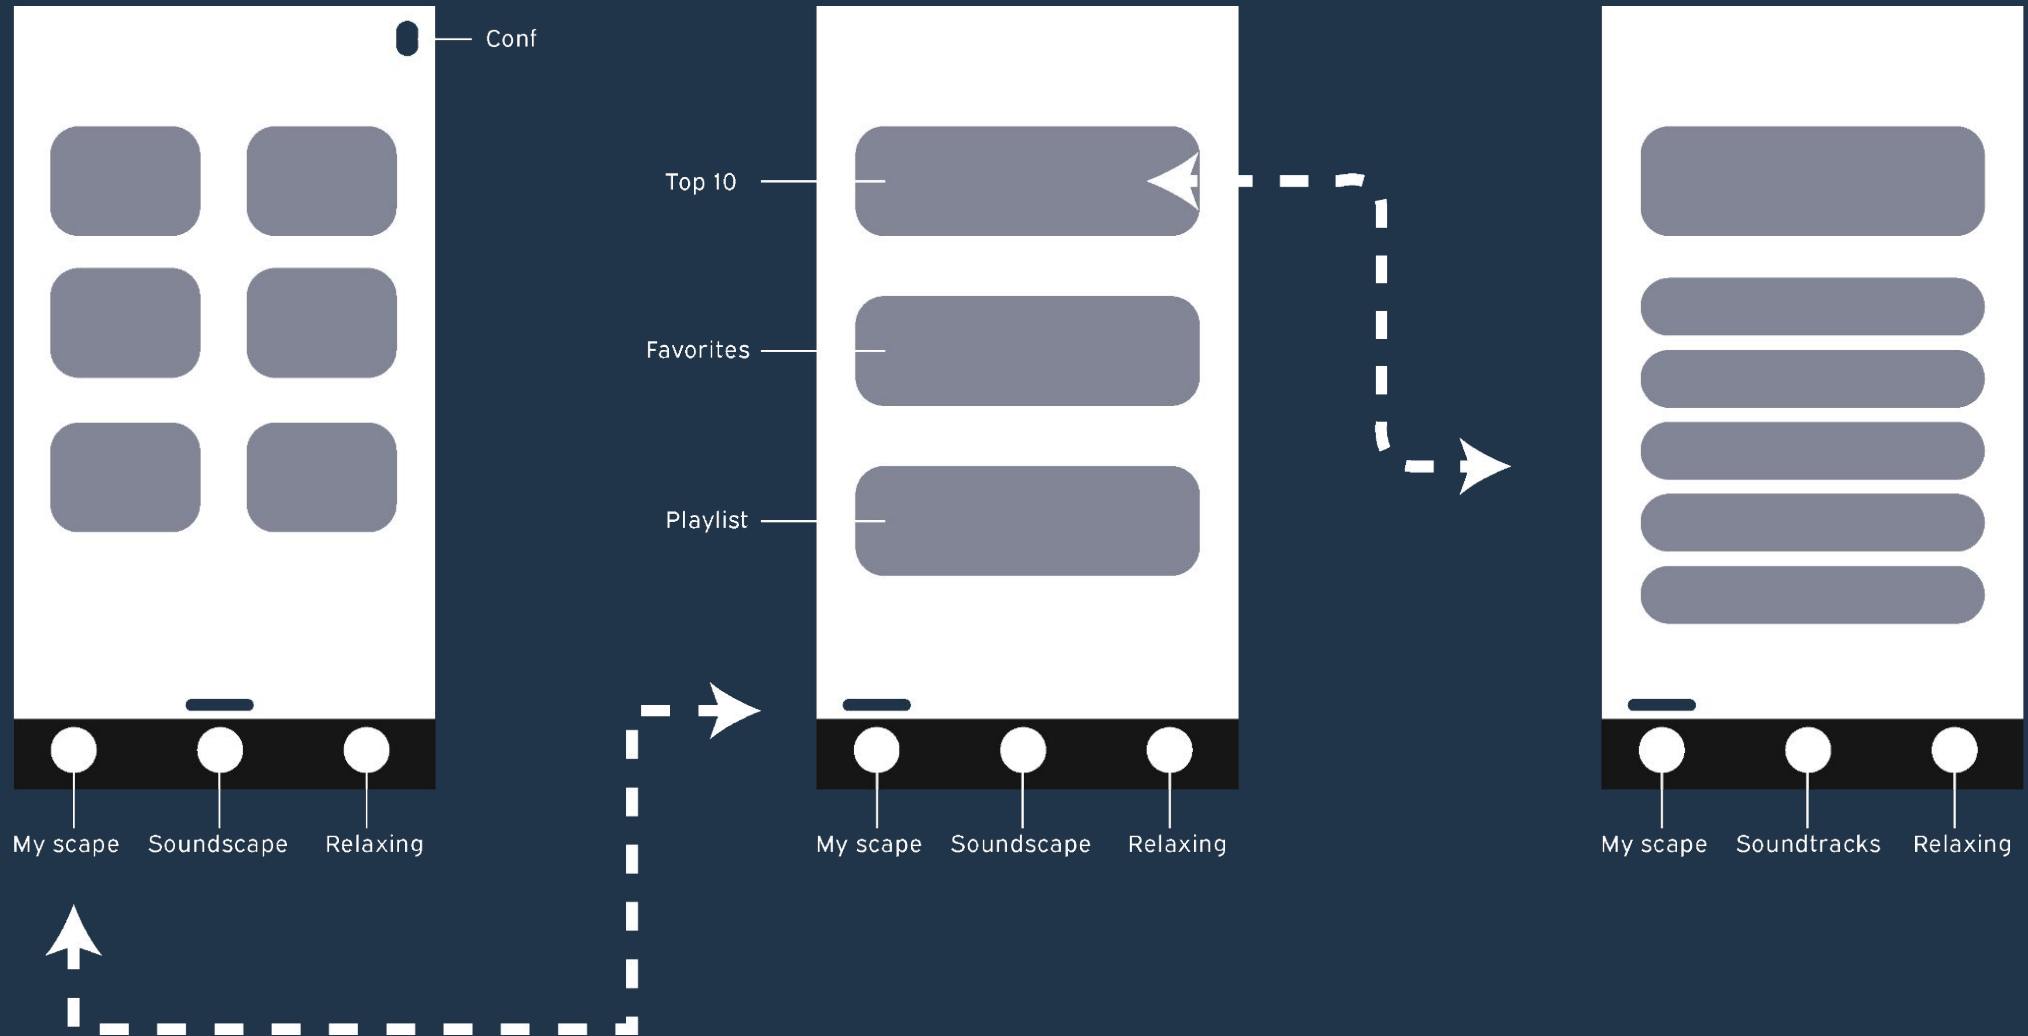 Conf
Top 10
Favorites
Playlist
My scape
Soundscape
Relaxing
My scape
Soundscape
Relaxing
My scape
Soundtracks
Relaxing